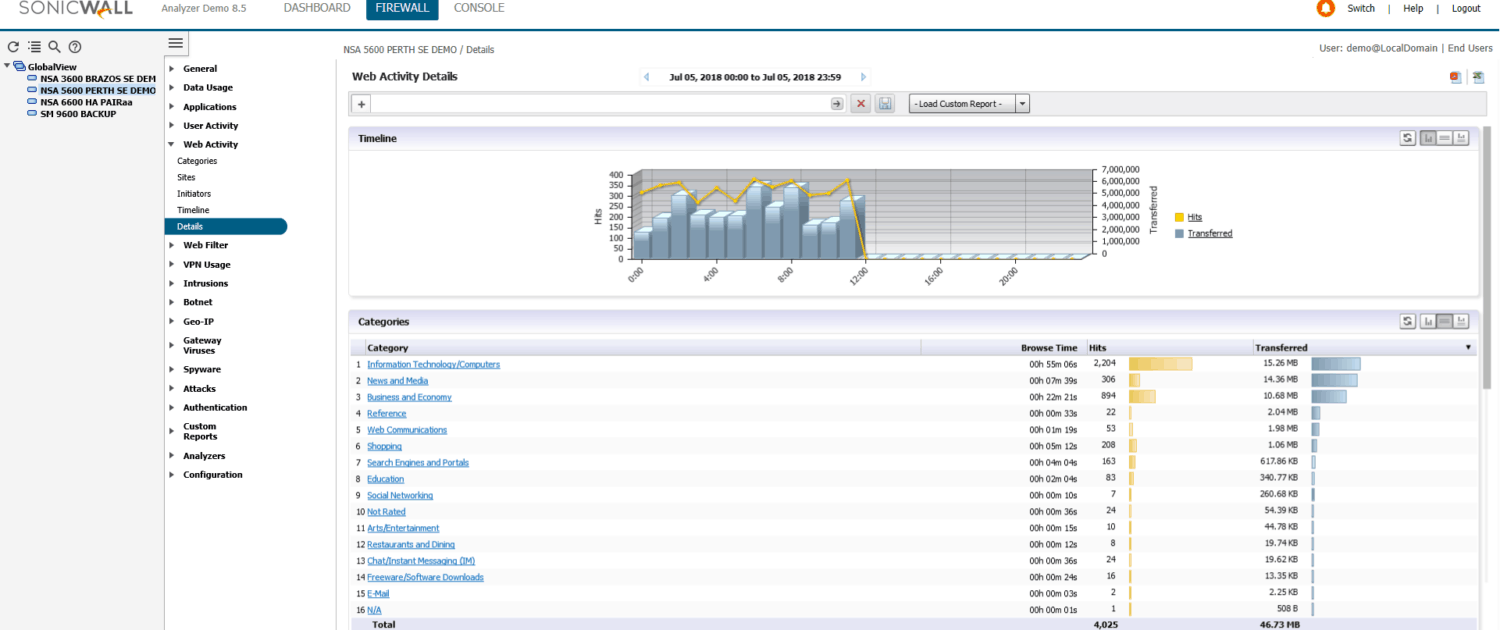 SONICWALL Analyzer Demo 8.5 DASHBOARD FIREWALL CONSOLE Switch | Help | Logout
NSA 5600 PERTH SE DEMO / Details User: demo@LocalDomain | End Users
GlobalView
NSA 3600 BRAZOS SE DEM
NSA 5600 PERTH SE DEMO
NSA 6600 HA PAIRaa
SM 9600 BACKUP
General
Data Usage
Applications
User Activity
Web Activity
Categories
Sites
Initiators
Timeline
Details
Web Filter
VPN Usage
Intrusions
Botnet
Geo-IP
Gateway
Viruses
Spyware
Attacks
Authentication
Custom
Reports
Analyzers
Configuration
Web Activity Details Jul 05, 2018 00:00 to Jul 05, 2018 23:59
+ - Load Custom Report -
Timeline
Hits
400
350
300
250
200
150
100
50
0
0:00 4:00 8:00 12:00 16:00 20:00
7,000,000
6,000,000
5,000,000
4,000,000
3,000,000
2,000,000
1,000,000
0
Transferred
Hits
Transferred
Categories
Category Browse Time Hits Transferred
1 Information Technology/Computers 00h 55m 06s 2,204 15.26 MB
2 News and Media 00h 07m 39s 306 14.36 MB
3 Business and Economy 00h 22m 21s 894 10.68 MB
4 Reference 00h 00m 33s 22 2.04 MB
5 Web Communications 00h 01m 19s 53 1.98 MB
6 Shopping 00h 05m 12s 208 1.06 MB
7 Search Engines and Portals 00h 04m 04s 163 617.86 KB
8 Education 00h 02m 04s 83 340.77 KB
9 Social Networking 00h 00m 10s 7 260.68 KB
10 Not Rated 00h 00m 36s 24 54.39 KB
11 Arts/Entertainment 00h 00m 15s 10 44.78 KB
12 Restaurants and Dining 00h 00m 12s 8 19.74 KB
13 Chat/Instant Messaging (IM) 00h 00m 36s 24 19.62 KB
14 Freeware/Software Downloads 00h 00m 24s 16 13.35 KB
15 E-Mail 00h 00m 03s 2 2.25 KB
16 N/A 00h 00m 01s 1 508 B
Total 4,025 46.73 MB